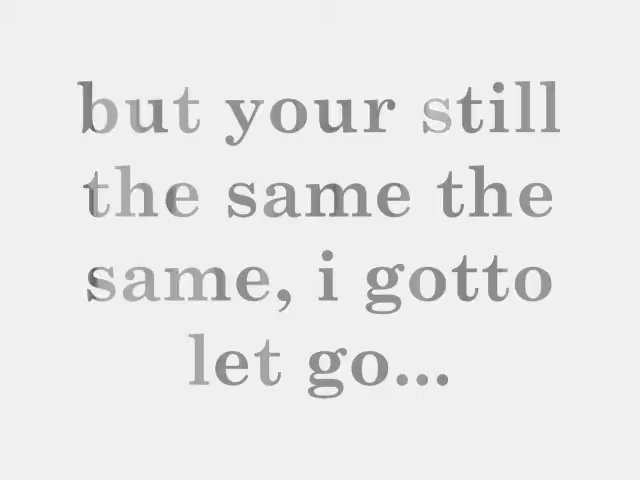 but your still
the same the
same, i gotto
let go...